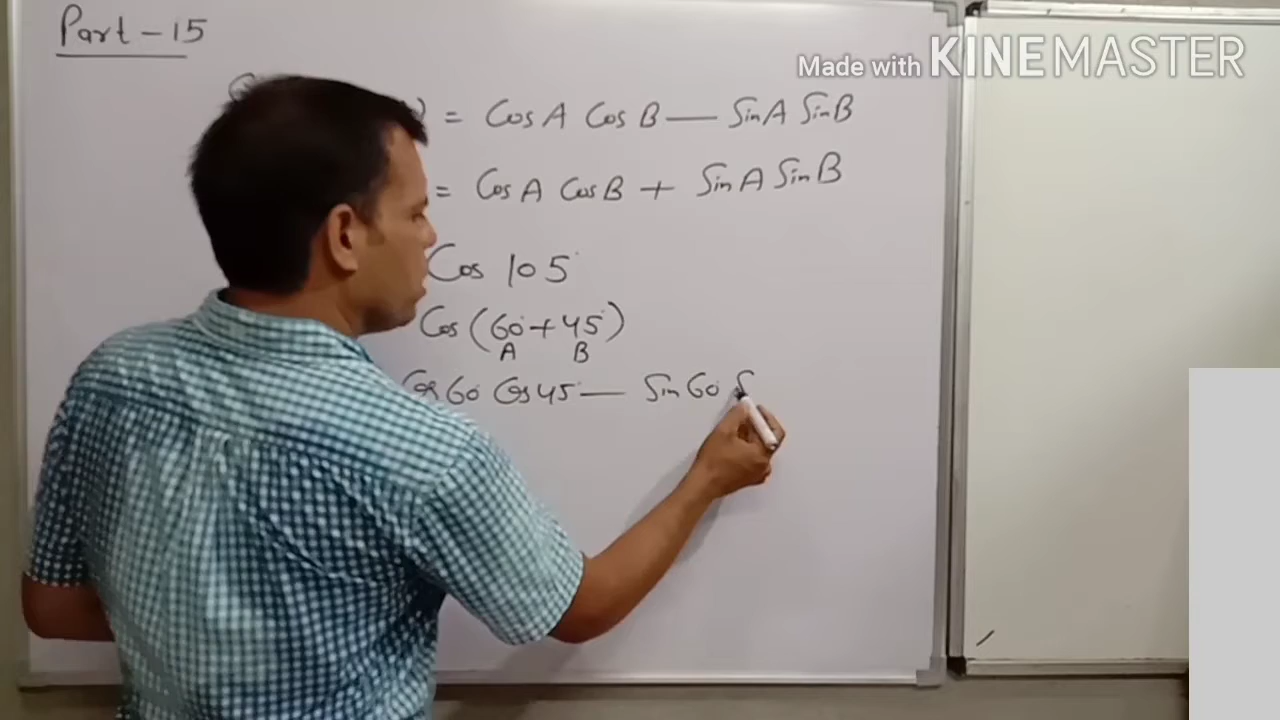 Part - 15
Made with KINEMASTER
) = Cos A Cos B — Sin A Sin B
= Cos A Cos B + Sin A Sin B
Cos 105°
Cos (60° + 45°)
A B
Cos 60° Cos 45° — Sin 60° S